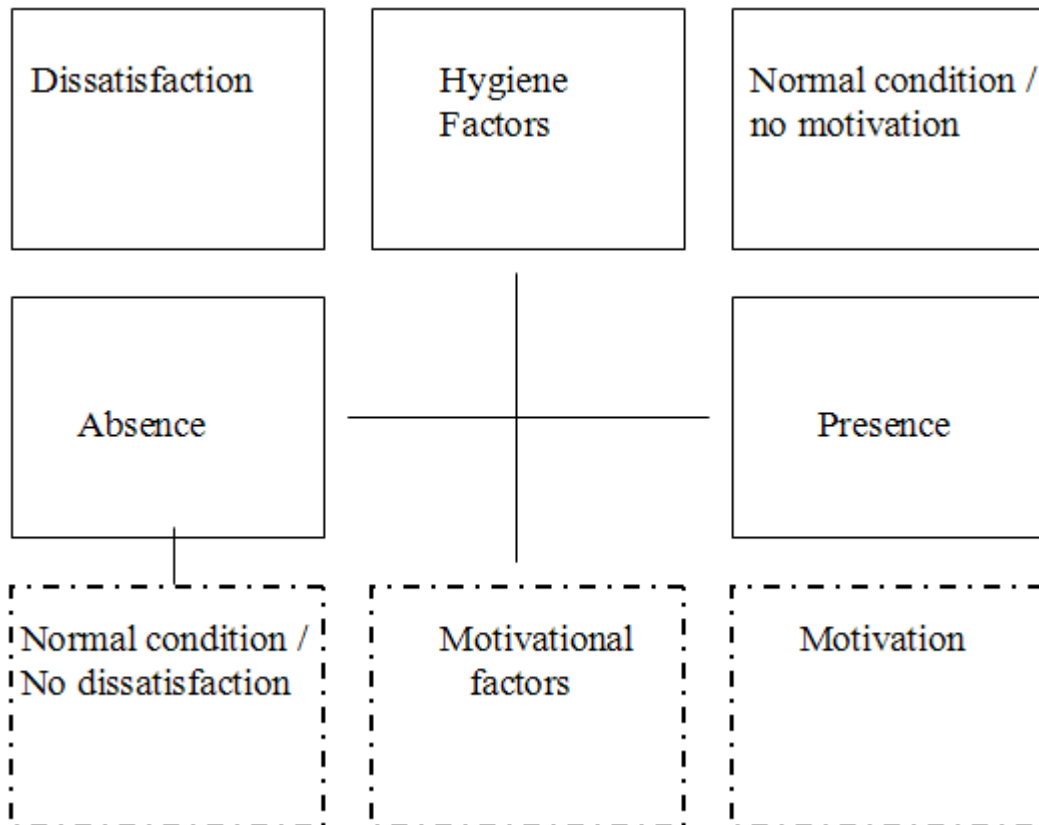 Dissatisfaction
Hygiene
Factors
Normal condition /
no motivation
Absence
Presence
Normal condition /
No dissatisfaction
Motivational
factors
Motivation